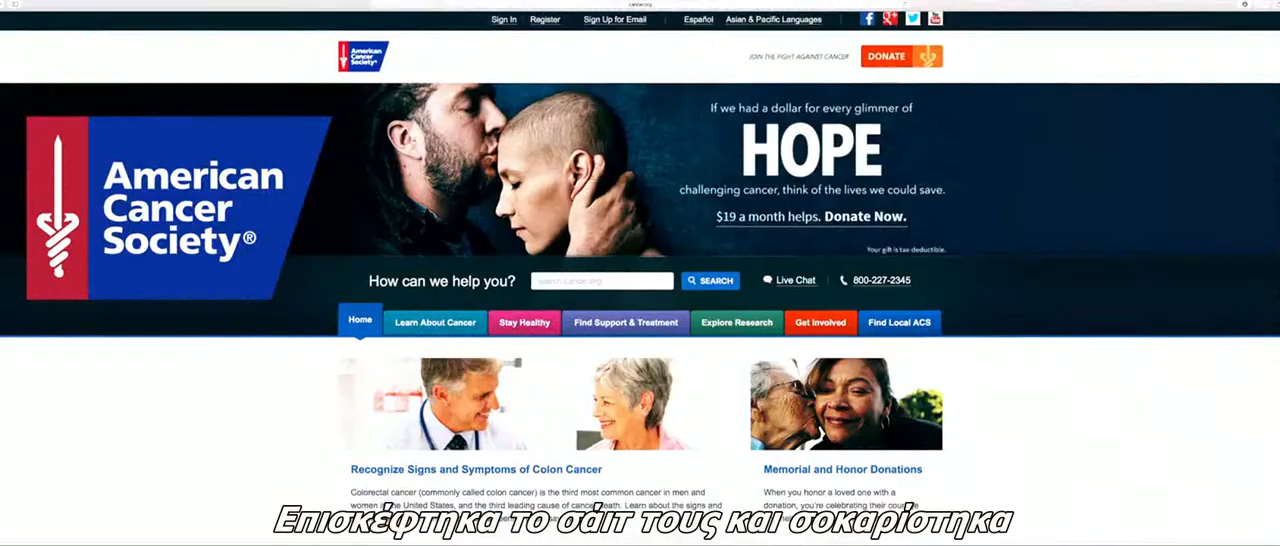 cancer.org
Sign In Register Sign Up for Email Español Asian & Pacific Languages
American
Cancer
Society®
JOIN THE FIGHT AGAINST CANCER
DONATE
If we had a dollar for every glimmer of
HOPE
challenging cancer, think of the lives we could save.
$19 a month helps. Donate Now.
Your gift is tax-deductible.
American
Cancer
Society®
How can we help you? Search cancer.org SEARCH Live Chat 800-227-2345
Home Learn About Cancer Stay Healthy Find Support & Treatment Explore Research Get Involved Find Local ACS
Recognize Signs and Symptoms of Colon Cancer
Colorectal cancer (commonly called colon cancer) is the third most common cancer in men and
women in the United States, and the third leading cause of cancer death. Learn about the signs and
Memorial and Honor Donations
When you honor a loved one with a
donation, you're celebrating their
Επισκέφτηκα το σάιτ τους και σοκαρίστηκα